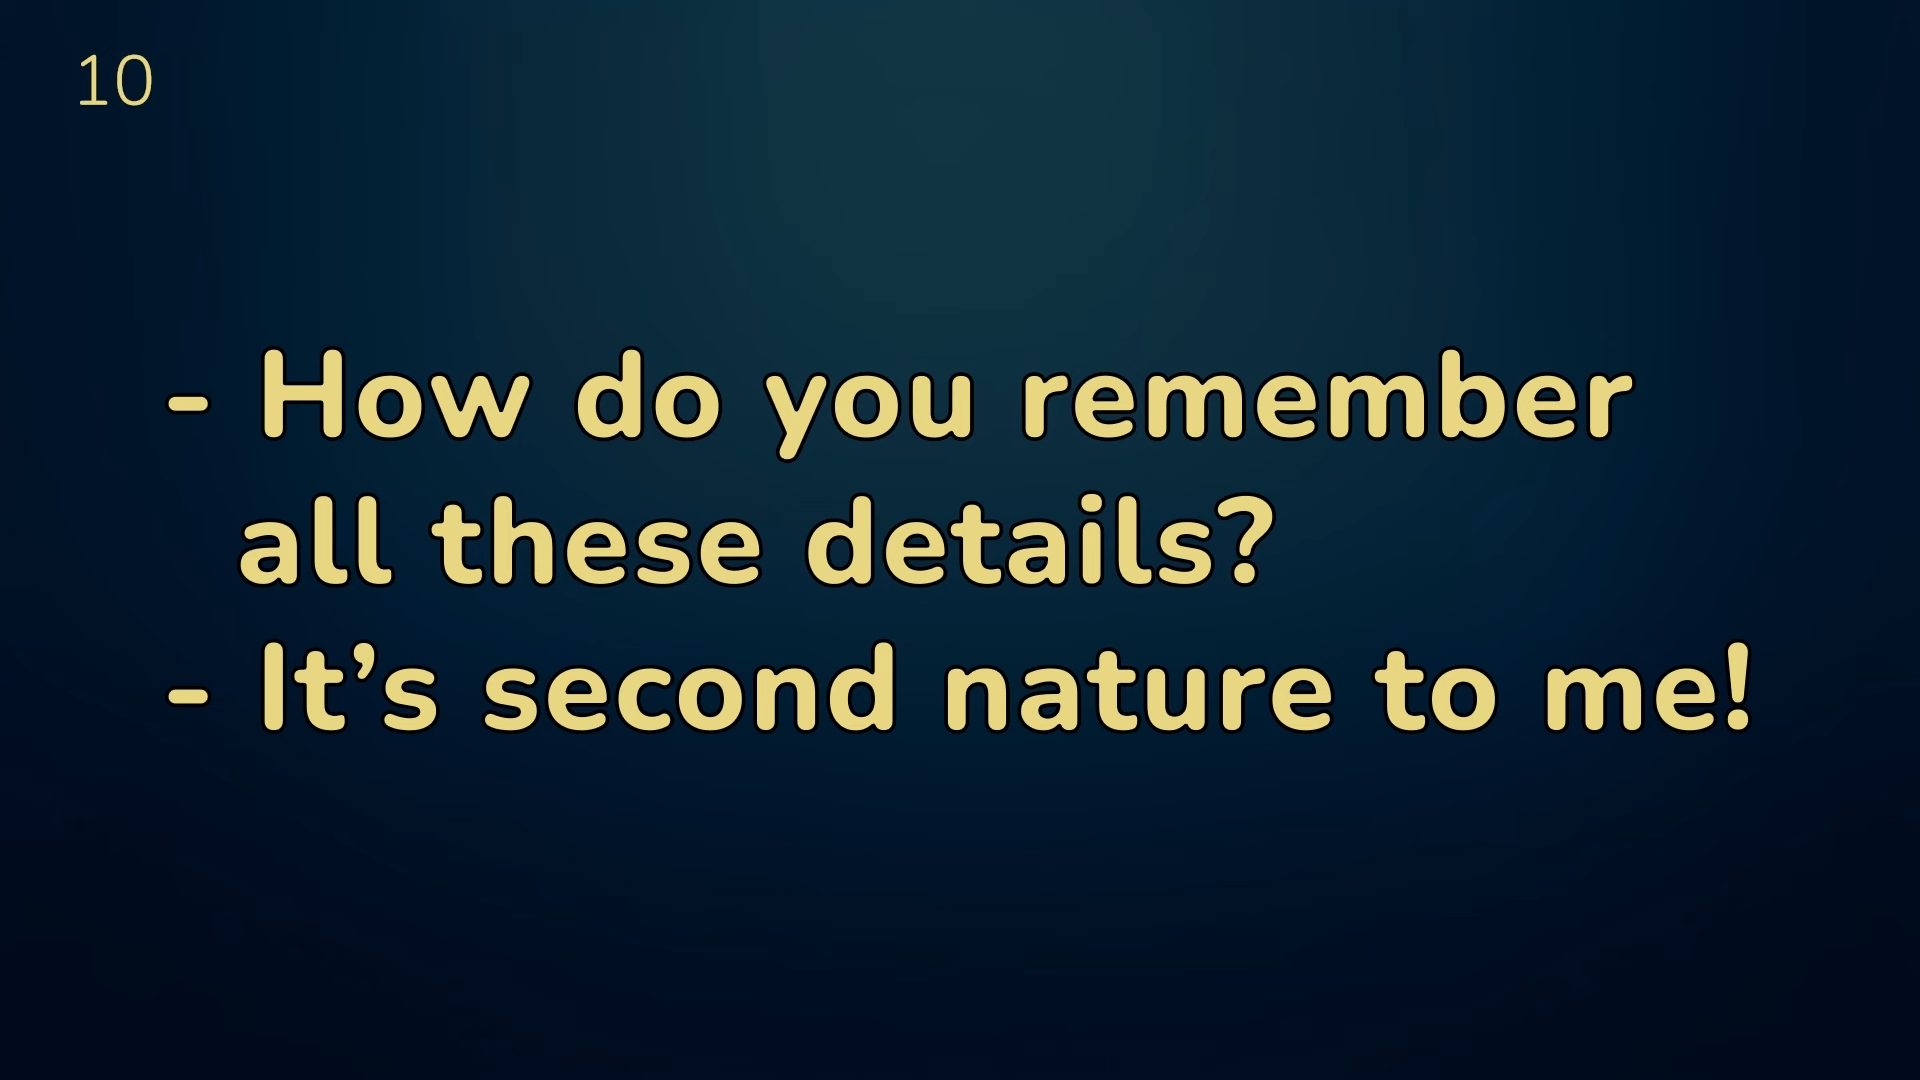 10
- How do you remember
all these details?
- It’s second nature to me!